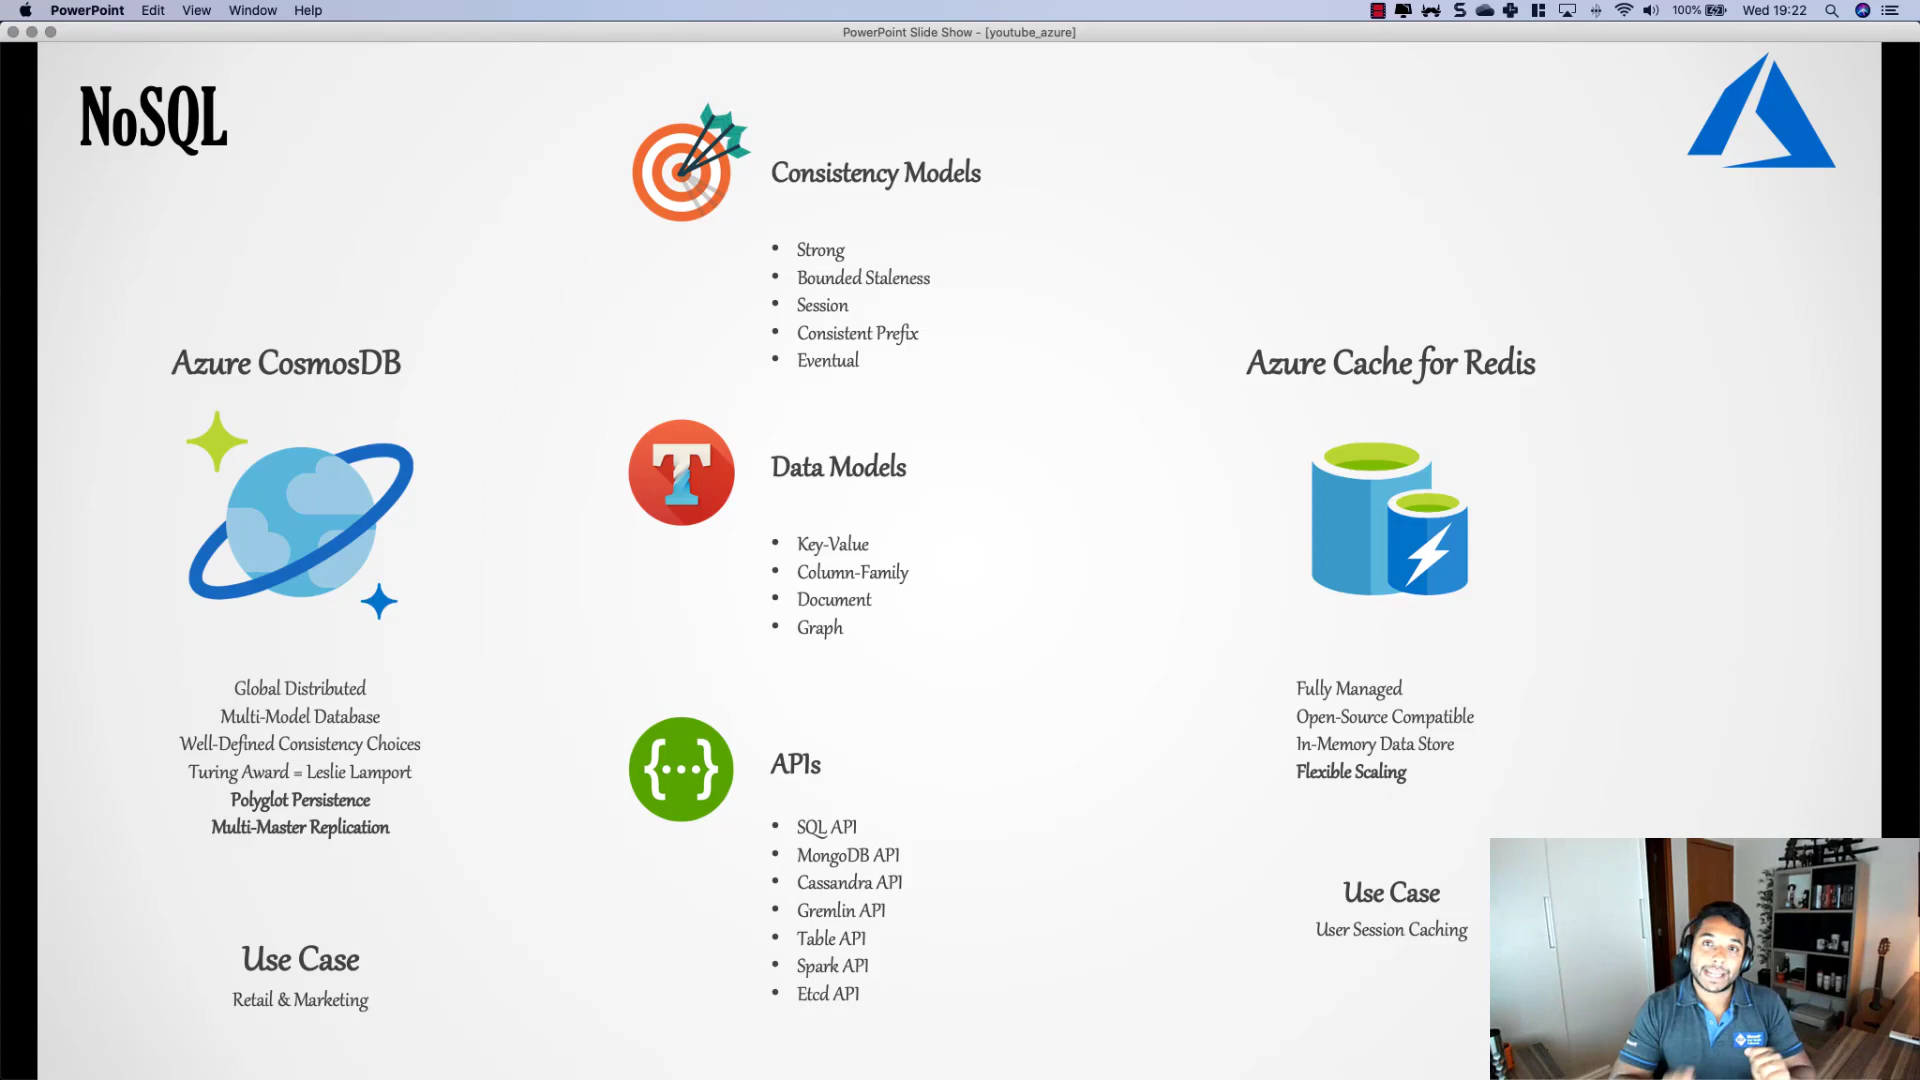 PowerPoint Edit View Window Help
100% Wed 19:22
PowerPoint Slide Show - [youtube_azure]
NoSQL
Consistency Models
• Strong
• Bounded Staleness
• Session
• Consistent Prefix
• Eventual
Azure CosmosDB
Azure Cache for Redis
T
Data Models
• Key-Value
• Column-Family
• Document
• Graph
Global Distributed
Multi-Model Database
Well-Defined Consistency Choices
Turing Award = Leslie Lamport
Polyglot Persistence
Multi-Master Replication
Fully Managed
Open-Source Compatible
In-Memory Data Store
Flexible Scaling
{···}
APIs
• SQL API
• MongoDB API
• Cassandra API
• Gremlin API
• Table API
• Spark API
• Etcd API
Use Case
Retail & Marketing
Use Case
User Session Caching